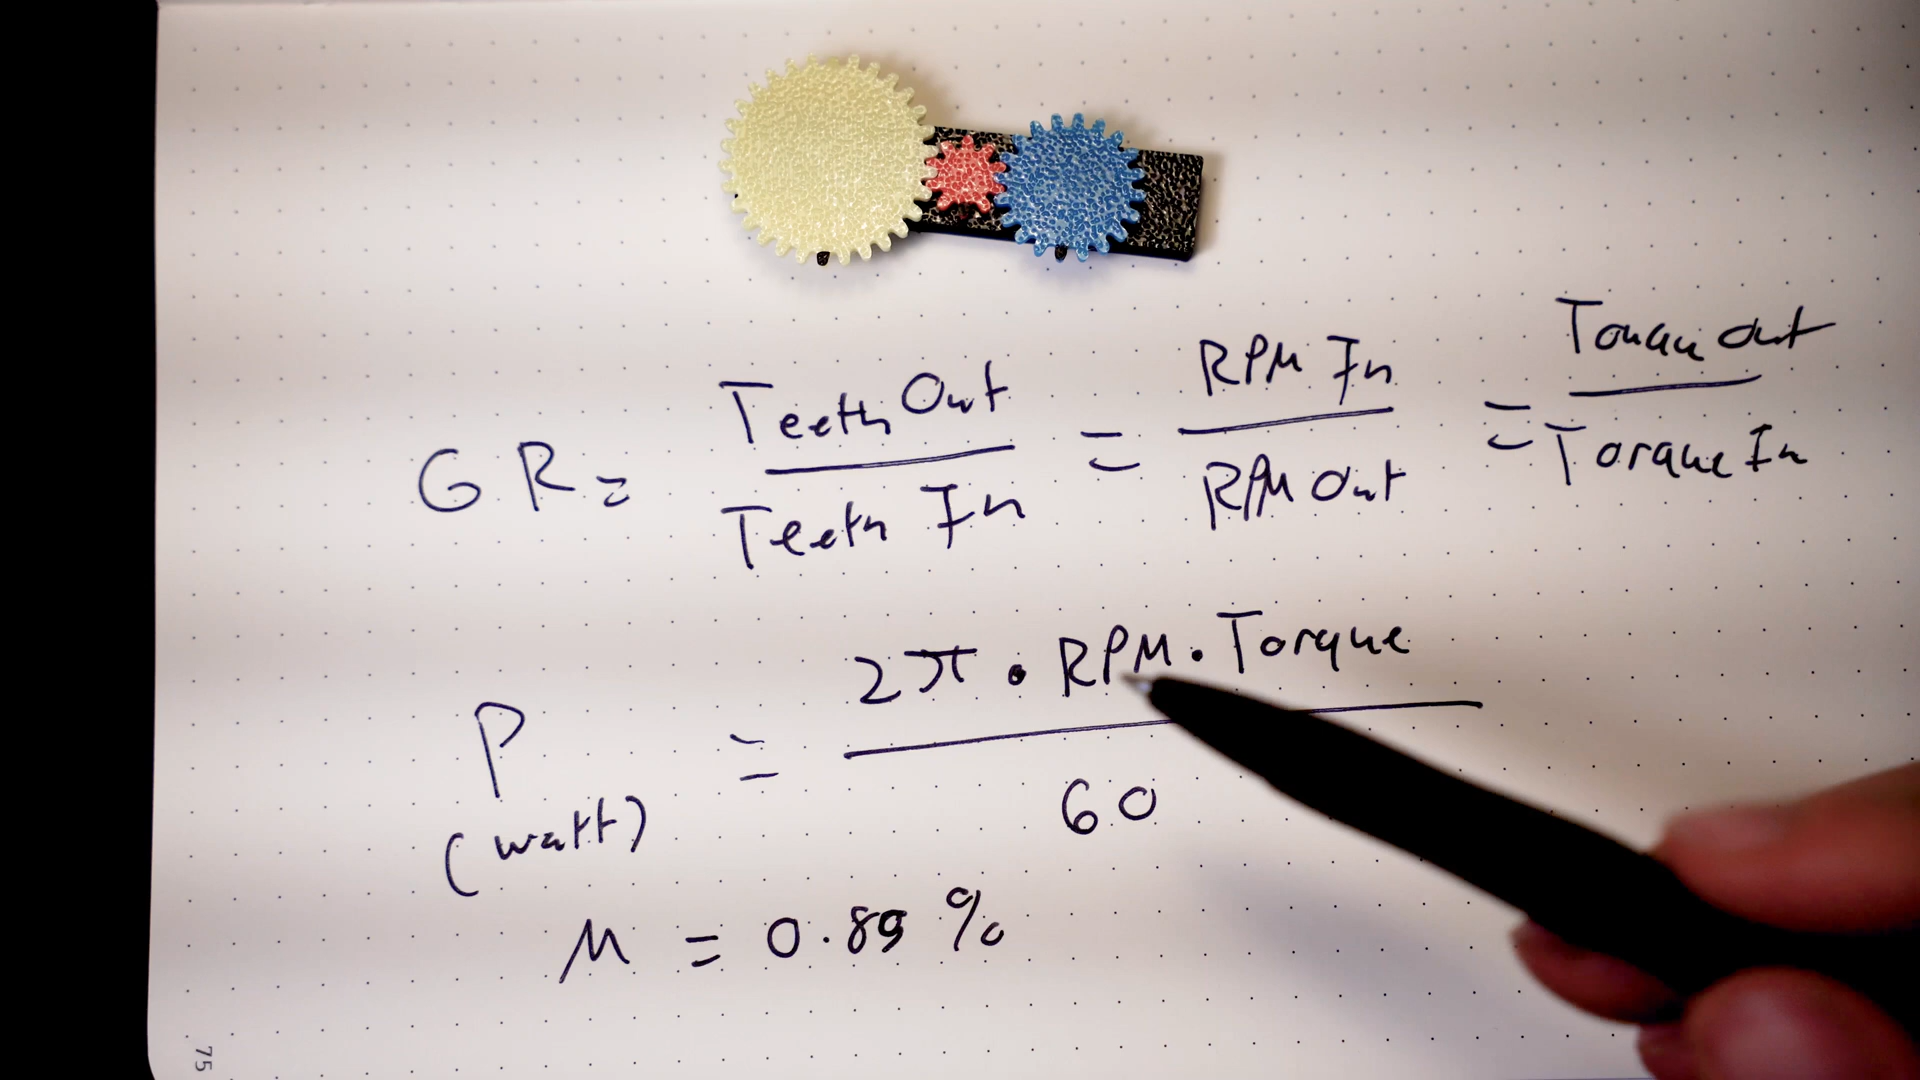 GR = Teeth Out / Teeth In = RPM In / RPM Out = Torque Out / Torque In
P (watt) = 2π · RPM · Torque / 60
μ = 0.89 %
75